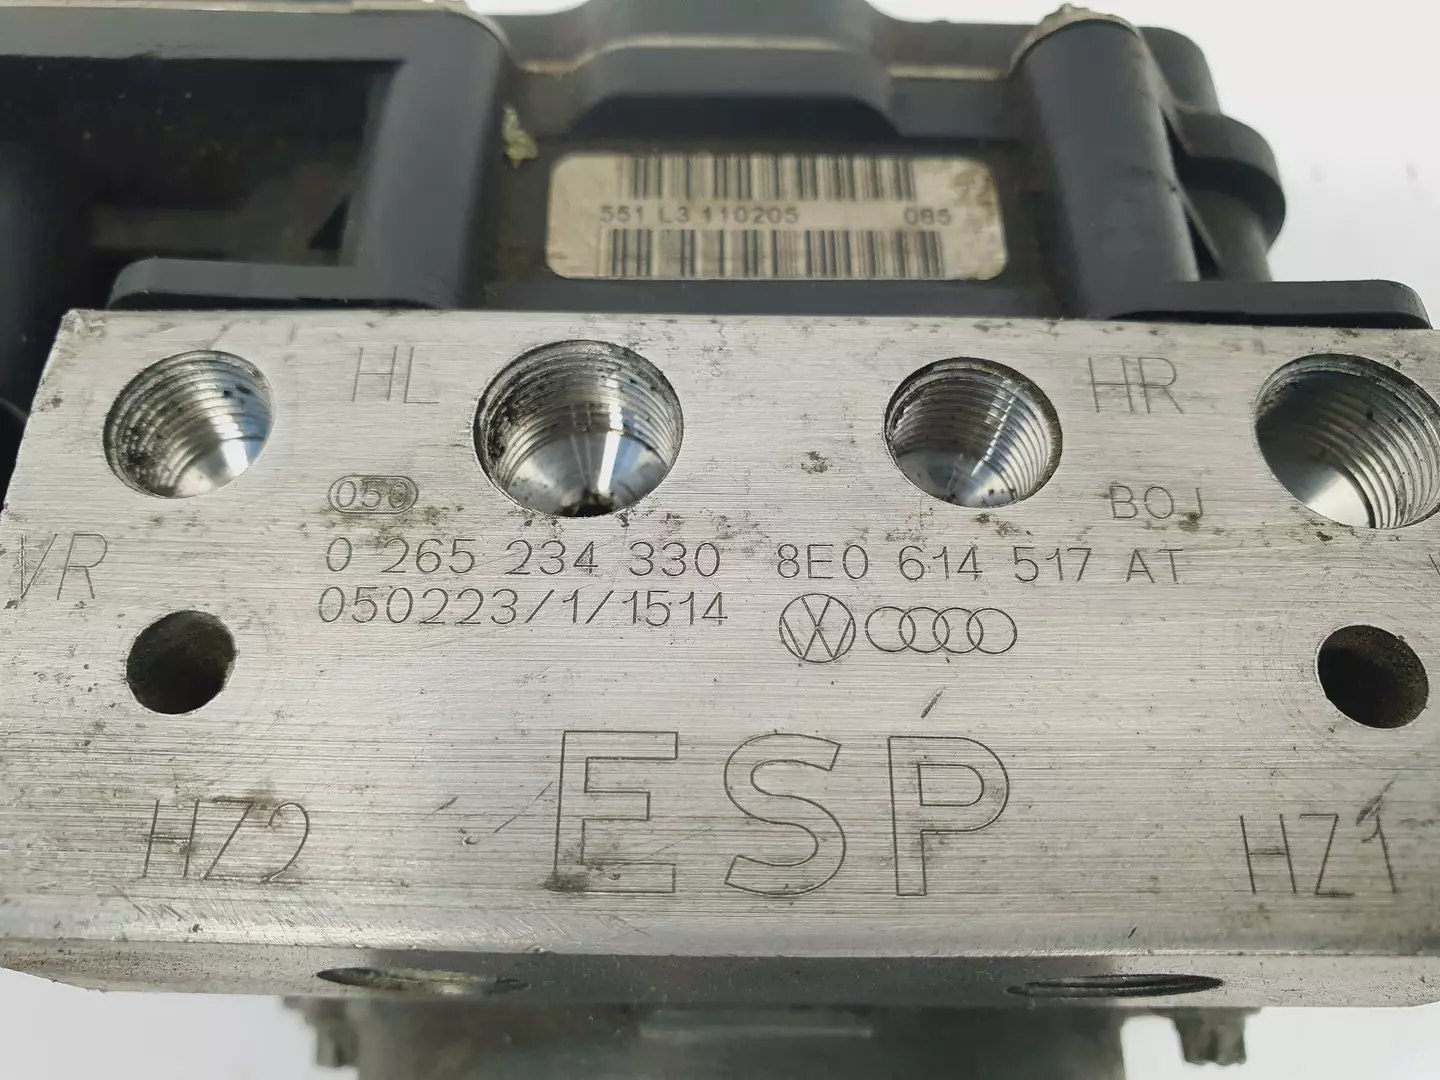 551 L3 110205 085
HL HR
050 BOJ
VR 0 265 234 330 8E0 614 517 AT
050223/1/1514
ESP
HZ2 HZ1